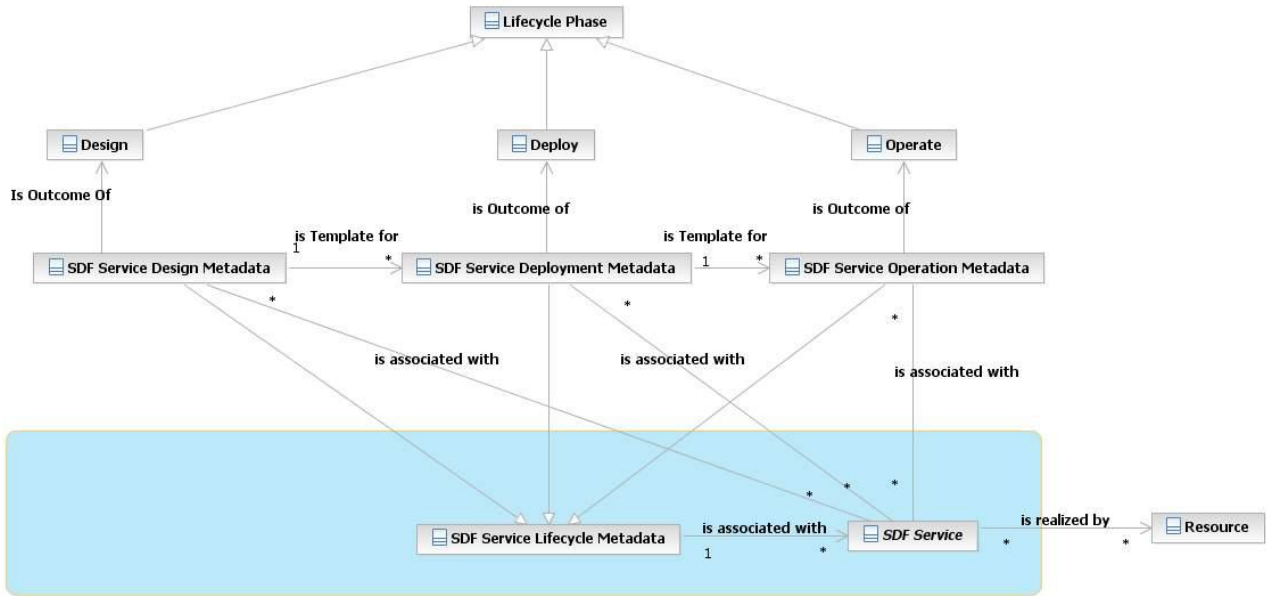 Lifecycle Phase
Design
Deploy
Operate
Is Outcome Of
is Outcome of
is Outcome of
is Template for
1
*
is Template for
1
*
SDF Service Design Metadata
SDF Service Deployment Metadata
SDF Service Operation Metadata
*
*
*
is associated with
is associated with
is associated with
*
*
*
SDF Service Lifecycle Metadata
is associated with
1
*
SDF Service
is realized by
*
*
Resource